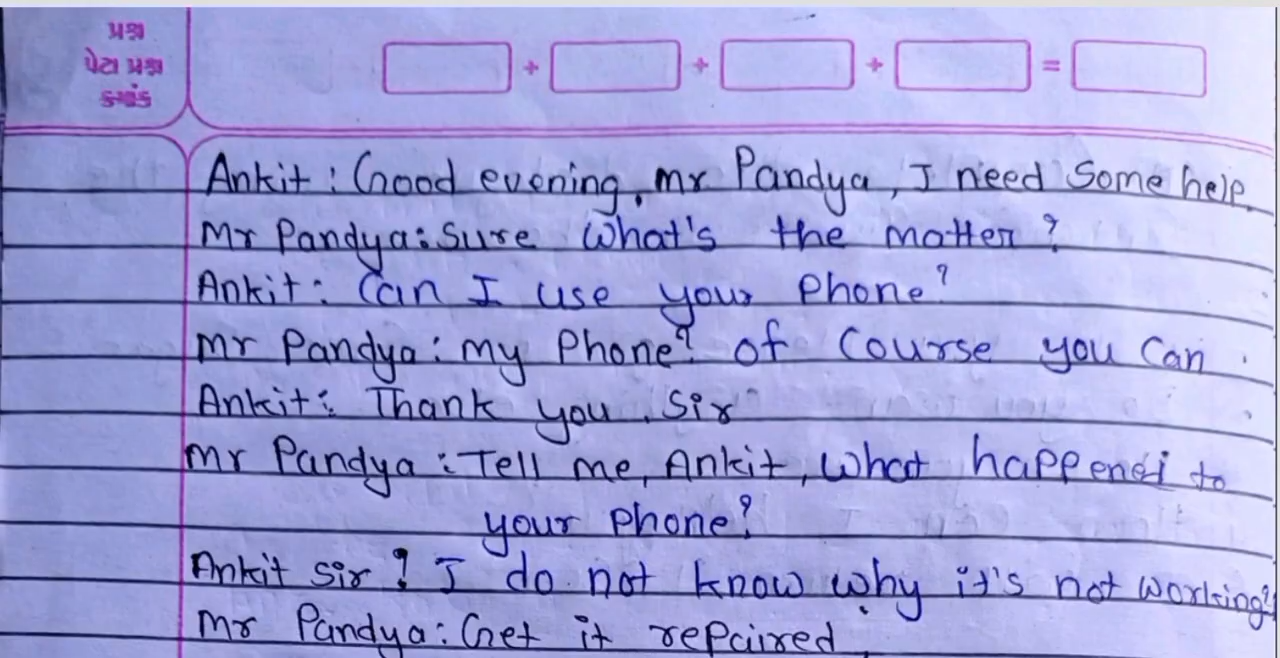 પ્રશ્ન
પેટા પ્રશ્ન
ક્રમાંક
+ + + =
Ankit : Good evening, mr. Pandya, I need Some help.
Mr Pandya: Sure What's the matter ?
Ankit: Can I use your Phone?
Mr Pandya: my Phone? of Course you Can .
Ankit: Thank you, Sir
Mr Pandya : Tell me, Ankit, What happened to
your Phone?
Ankit sir ! I do not know why it's not working?
Mr Pandya: Get it repaired.